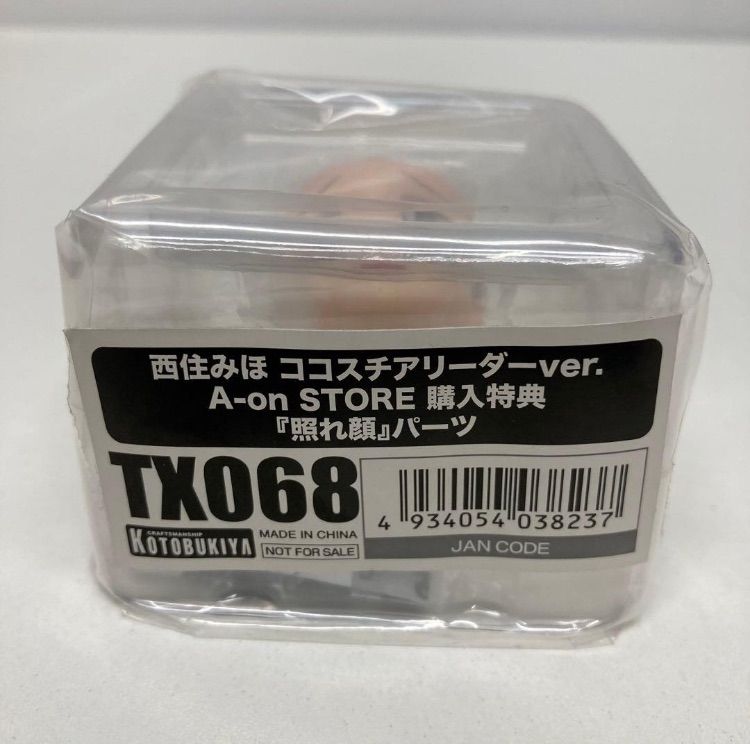 西住みほ ココスチアリーダーver.
A-on STORE 購入特典
『照れ顔』パーツ
TX068
CRAFTSMANSHIP
KOTOBUKIYA
MADE IN CHINA
NOT FOR SALE
4 934054 038237
JAN CODE